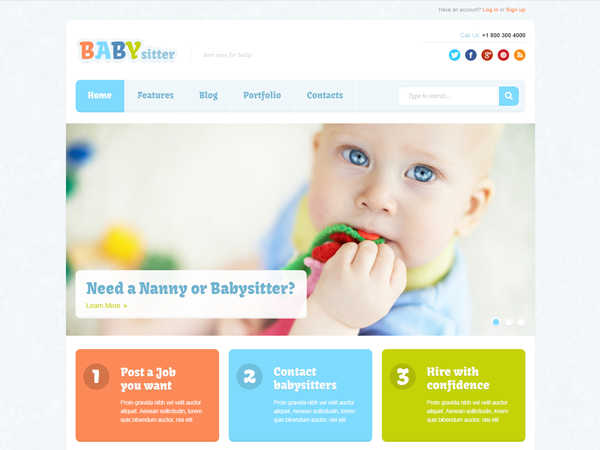 Have an account? Log in or Sign up
BABYsitter
Best care for baby!
Call Us +1 800 300 4000
Home Features Blog Portfolio Contacts
Type to search...
Need a Nanny or Babysitter?
Learn More »
1 Post a Job
you want
Proin gravida nibh vel velit auctor
aliquet. Aenean sollicitudin, lorem
quis bibendum auctor, nisi elit
2 Contact
babysitters
Proin gravida nibh vel velit auctor
aliquet. Aenean sollicitudin, lorem
quis bibendum auctor, nisi elit
3 Hire with
confidence
Proin gravida nibh vel velit auctor
aliquet. Aenean sollicitudin, lorem
quis bibendum auctor, nisi elit